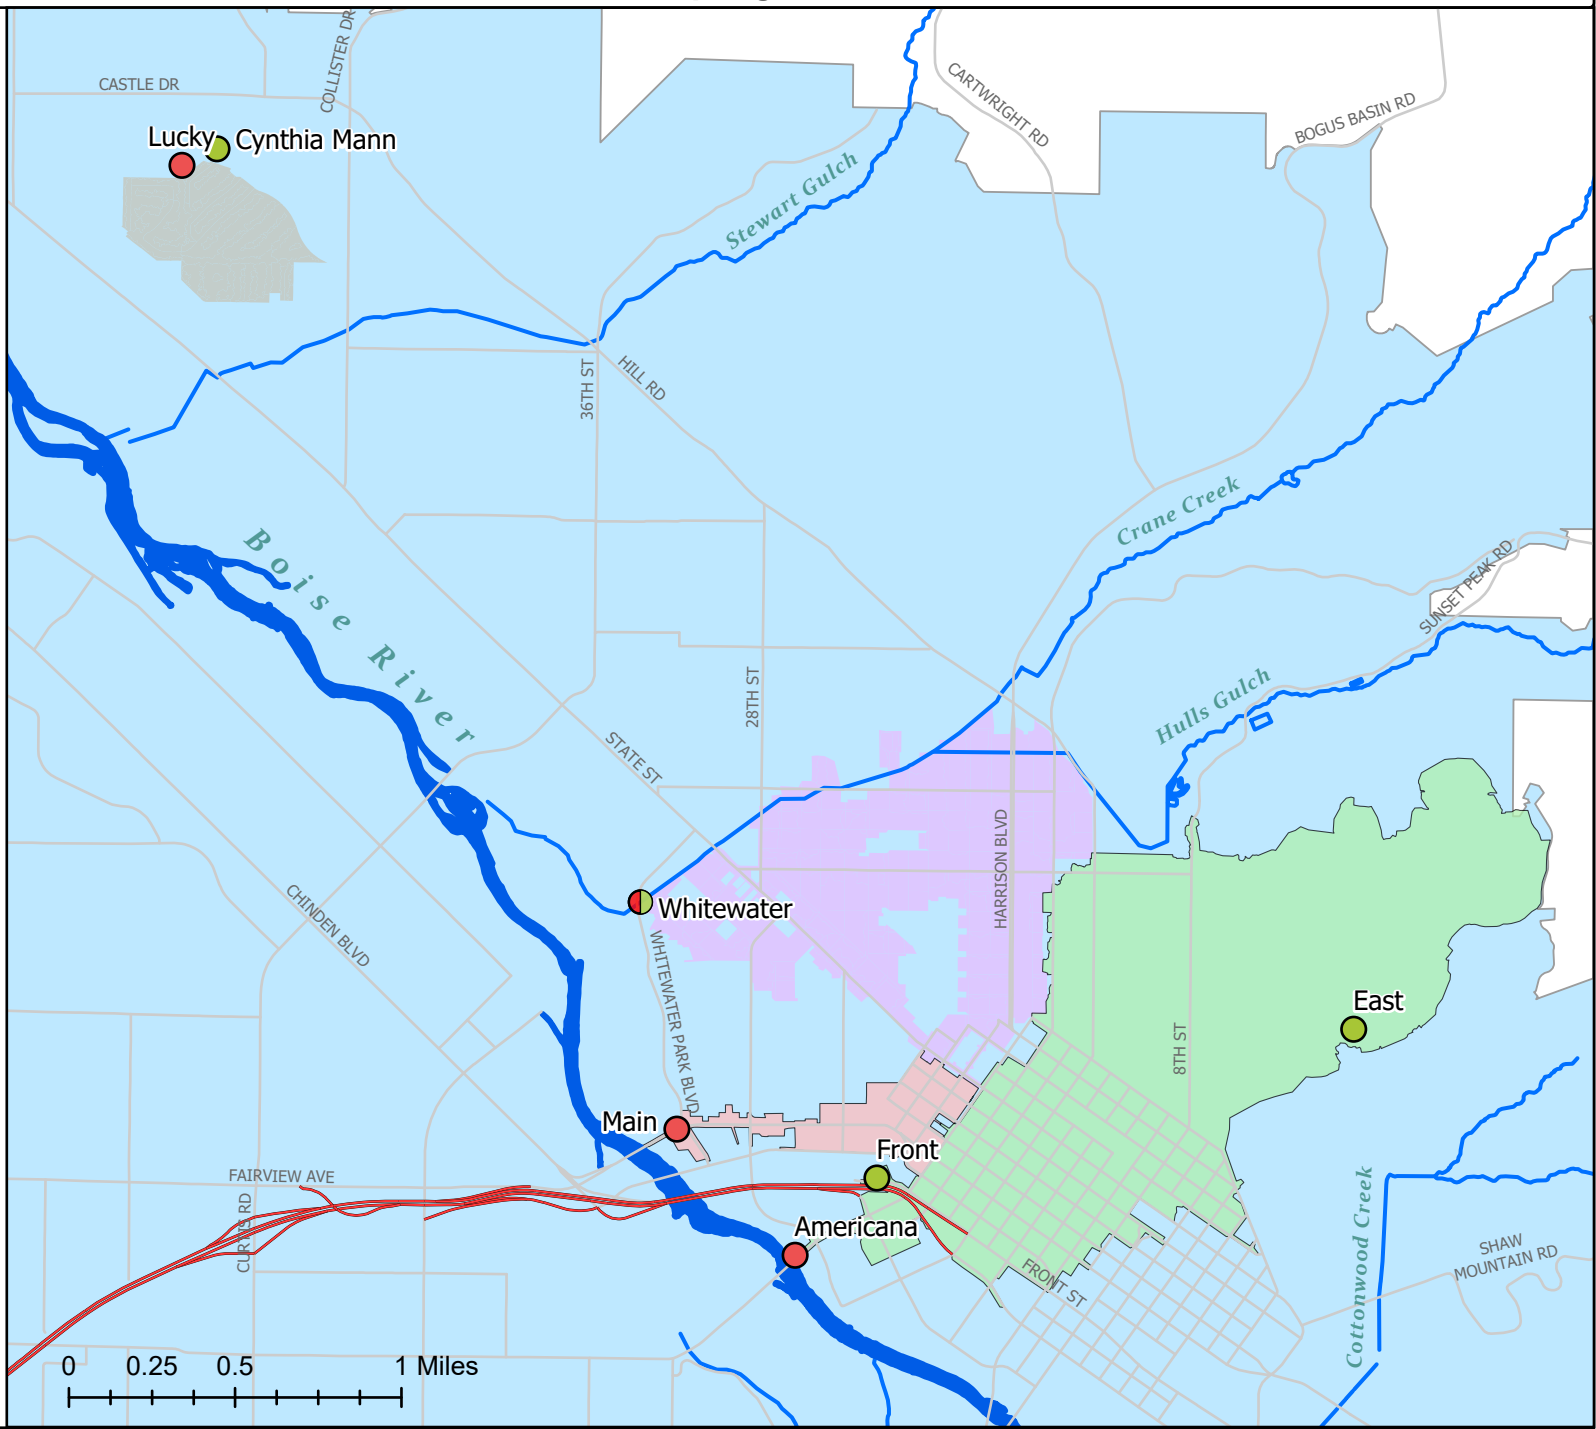 CASTLE DR
COLLISTER DR
CARTWRIGHT RD
BOGUS BASIN RD
Lucky
Cynthia Mann
Stewart Gulch
36TH ST
HILL RD
Crane Creek
Boise River
SUNSET PEAK RD
Hulls Gulch
28TH ST
STATE ST
HARRISON BLVD
CHINDEN BLVD
Whitewater
WHITEWATER PARK BLVD
East
8TH ST
Main
Front
FAIRVIEW AVE
CURTIS RD
Americana
FRONT ST
Cottonwood Creek
SHAW
MOUNTAIN RD
0 0.25 0.5 1 Miles